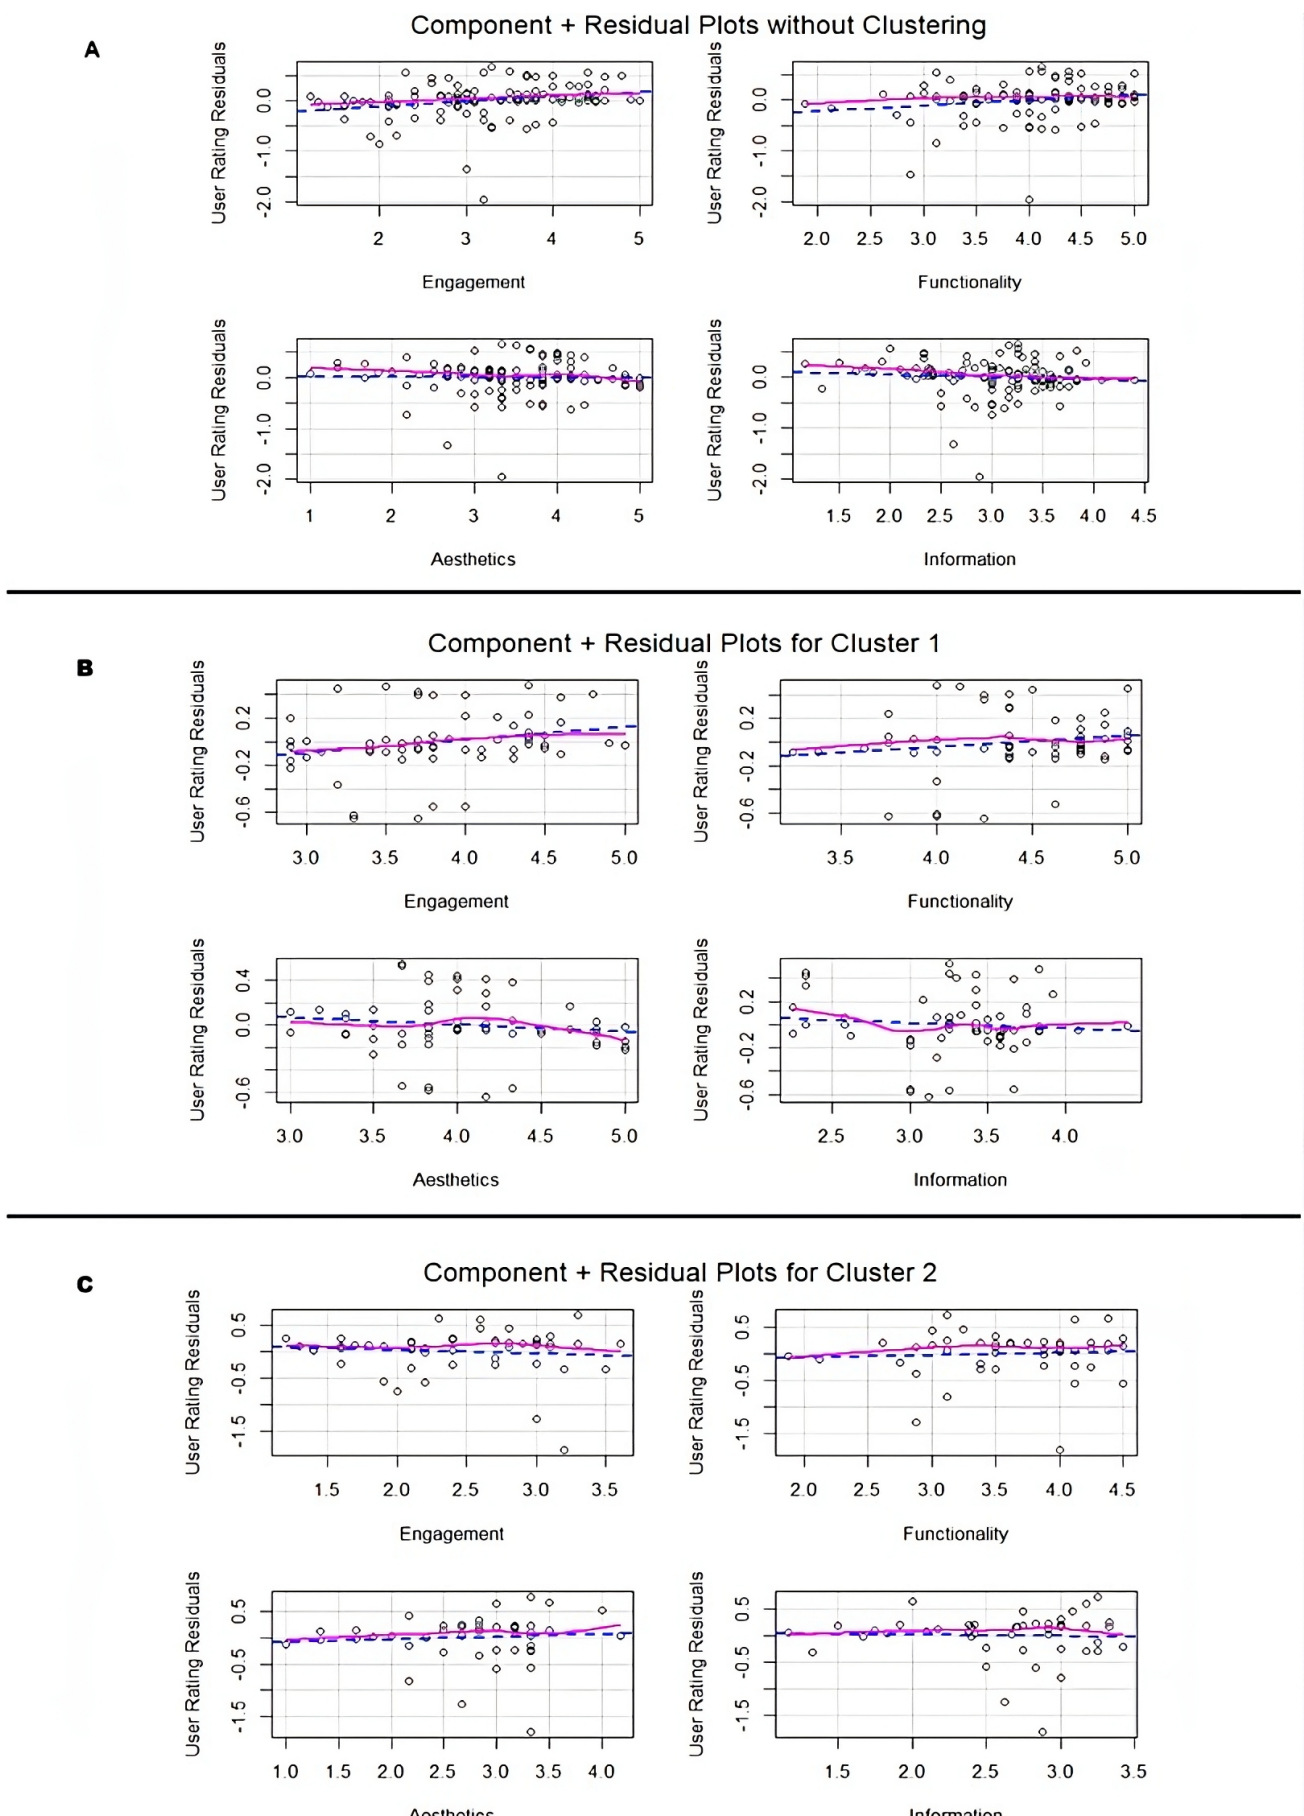 A
Component + Residual Plots without Clustering
User Rating Residuals
0.0
-1.0
-2.0
2 3 4 5
Engagement
User Rating Residuals
0.0
-1.0
-2.0
2.0 2.5 3.0 3.5 4.0 4.5 5.0
Functionality
User Rating Residuals
0.0
-1.0
-2.0
1 2 3 4 5
Aesthetics
User Rating Residuals
0.0
-1.0
-2.0
1.5 2.0 2.5 3.0 3.5 4.0 4.5
Information
B
Component + Residual Plots for Cluster 1
User Rating Residuals
0.2
-0.2
-0.6
3.0 3.5 4.0 4.5 5.0
Engagement
User Rating Residuals
0.2
-0.2
-0.6
3.5 4.0 4.5 5.0
Functionality
User Rating Residuals
0.4
0.0
-0.6
3.0 3.5 4.0 4.5 5.0
Aesthetics
User Rating Residuals
0.2
-0.2
-0.6
2.5 3.0 3.5 4.0
Information
C
Component + Residual Plots for Cluster 2
User Rating Residuals
0.5
-0.5
-1.5
1.5 2.0 2.5 3.0 3.5
Engagement
User Rating Residuals
0.5
-0.5
-1.5
2.0 2.5 3.0 3.5 4.0 4.5
Functionality
User Rating Residuals
0.5
-0.5
-1.5
1.0 1.5 2.0 2.5 3.0 3.5 4.0
Aesthetics
User Rating Residuals
0.5
-0.5
-1.5
1.5 2.0 2.5 3.0 3.5
Information